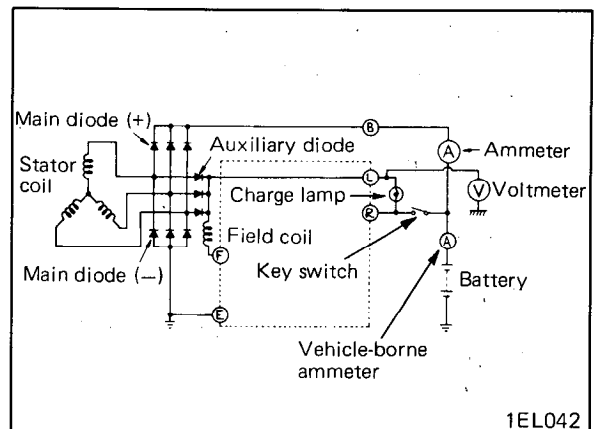 Main diode (+)
Stator
coil
Auxiliary diode
B
A
Ammeter
L
Charge lamp
V
Voltmeter
R
Field coil
F
Key switch
A
Main diode (—)
Battery
E
Vehicle-borne
ammeter
1EL042